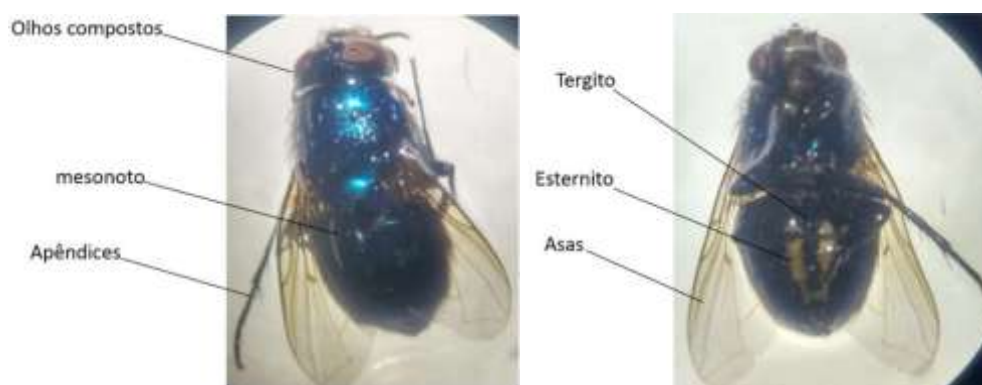 Olhos compostos
mesonoto
Apêndices
Tergito
Esternito
Asas